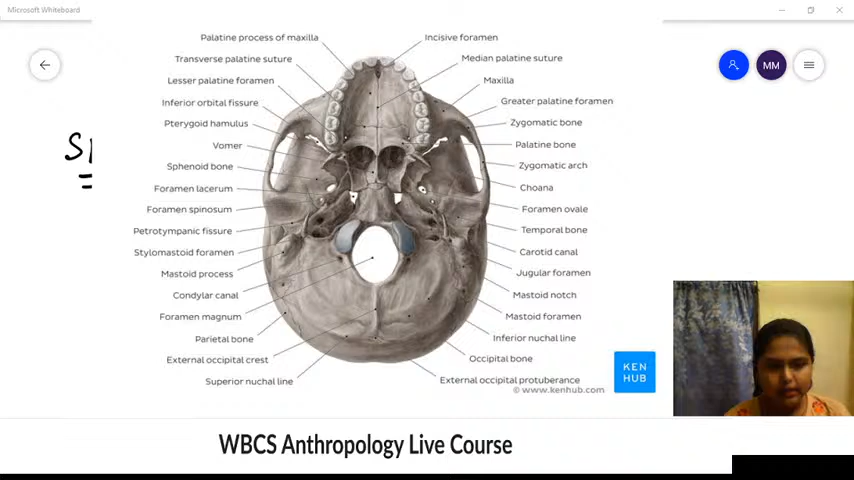 Microsoft Whiteboard
MM
Palatine process of maxilla
Transverse palatine suture
Lesser palatine foramen
Inferior orbital fissure
Pterygoid hamulus
Vomer
Sphenoid bone
Foramen lacerum
Foramen spinosum
Petrotympanic fissure
Stylomastoid foramen
Mastoid process
Condylar canal
Foramen magnum
Parietal bone
External occipital crest
Superior nuchal line
Incisive foramen
Median palatine suture
Maxilla
Greater palatine foramen
Zygomatic bone
Palatine bone
Zygomatic arch
Choana
Foramen ovale
Temporal bone
Carotid canal
Jugular foramen
Mastoid notch
Mastoid foramen
Inferior nuchal line
Occipital bone
External occipital protuberance
© www.kenhub.com
KEN
HUB
WBCS Anthropology Live Course